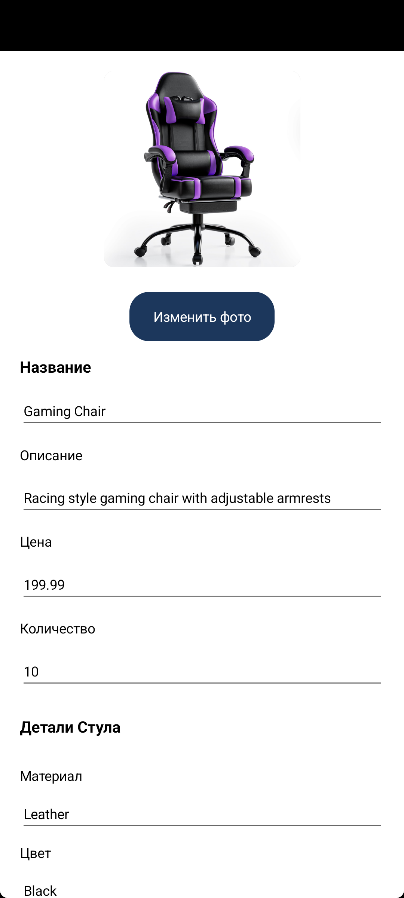 Изменить фото
Название
Gaming Chair
Описание
Racing style gaming chair with adjustable armrests
Цена
199.99
Количество
10
Детали Стула
Материал
Leather
Цвет
Black